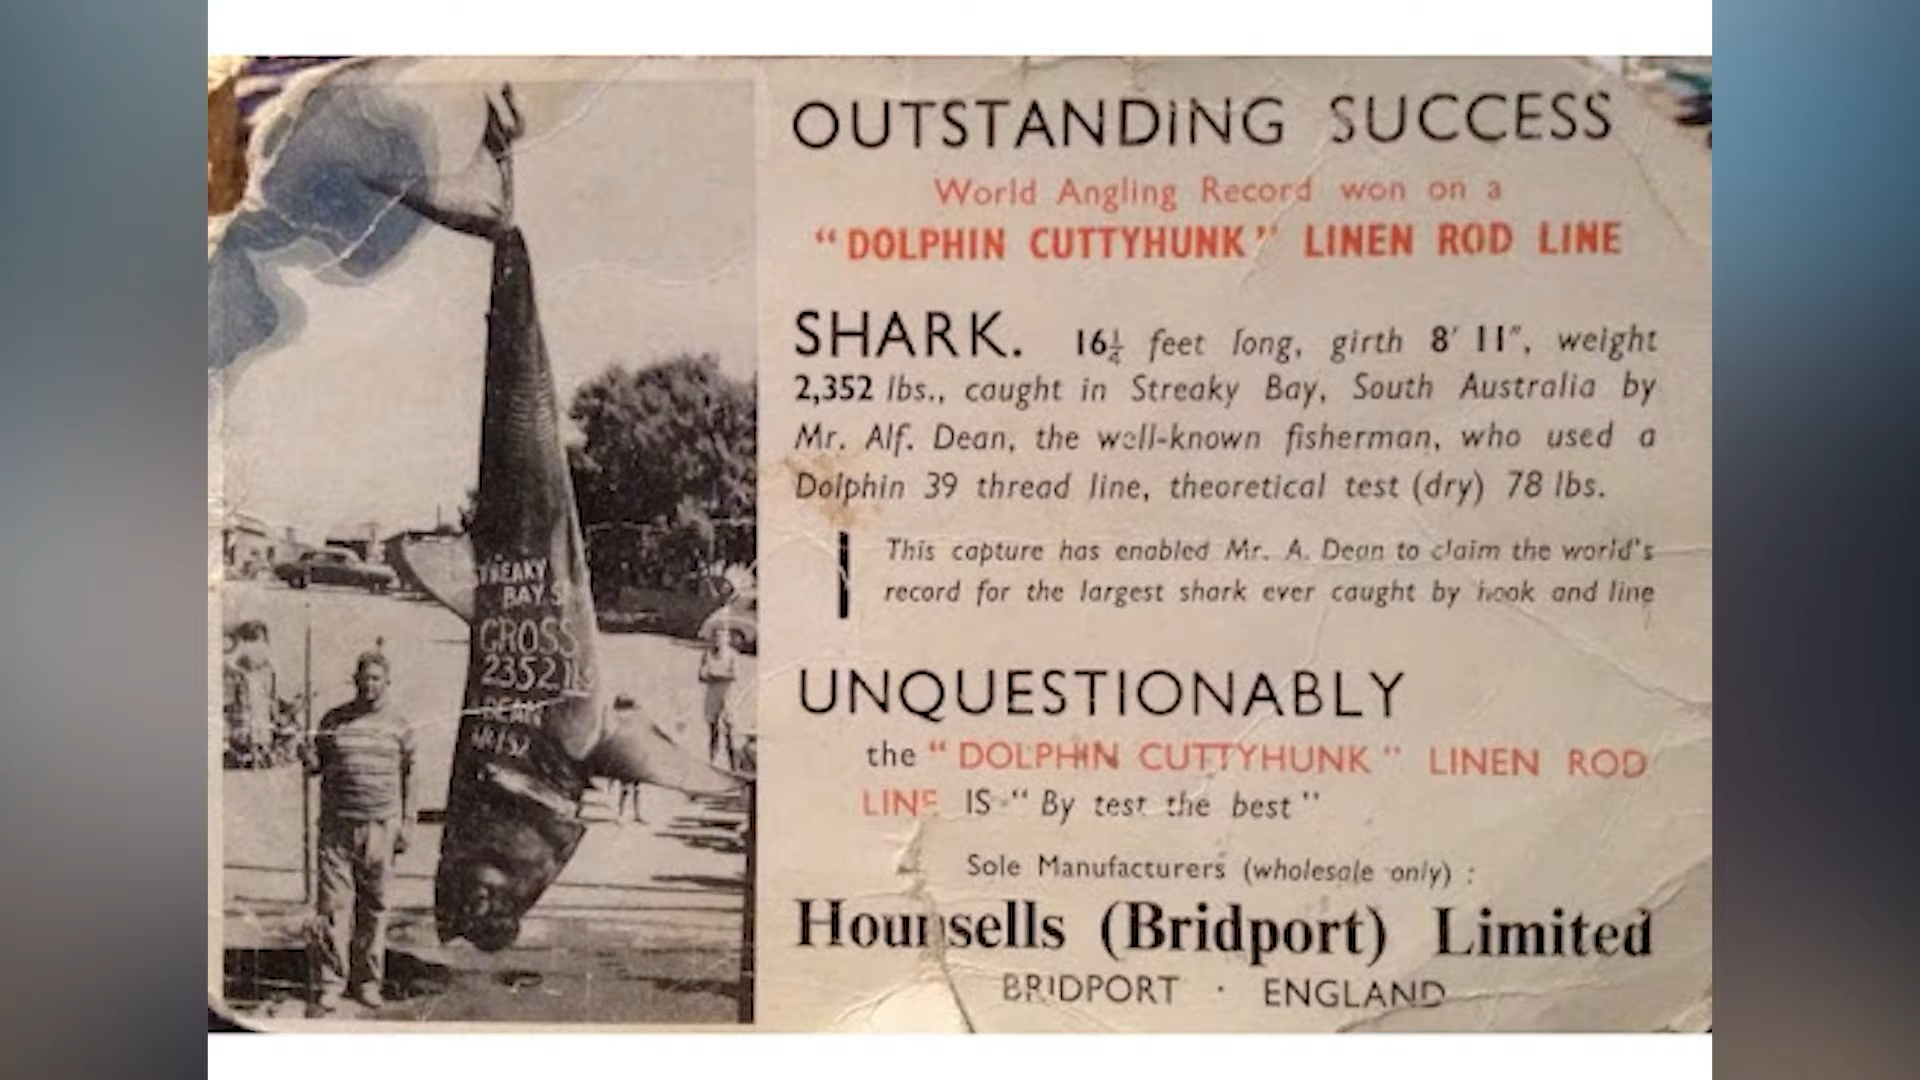 OUTSTANDING SUCCESS
World Angling Record won on a
“DOLPHIN CUTTYHUNK” LINEN ROD LINE
SHARK. 16¼ feet long, girth 8′ 11″, weight
2,352 lbs., caught in Streaky Bay, South Australia by
Mr. Alf. Dean, the well-known fisherman, who used a
Dolphin 39 thread line, theoretical test (dry) 78 lbs.
This capture has enabled Mr. A. Dean to claim the world's
record for the largest shark ever caught by hook and line
UNQUESTIONABLY
the “DOLPHIN CUTTYHUNK” LINEN ROD
LINE IS “By test the best”
Sole Manufacturers (wholesale only) :
Hounsells (Bridport) Limited
BRIDPORT · ENGLAND
STREAKY
BAY.S
GROSS
2352 lbs
DEAN